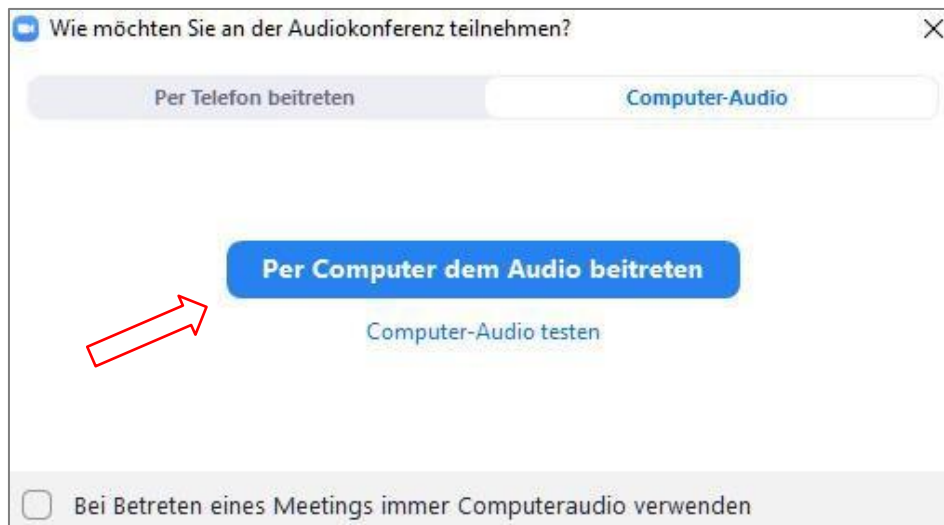 Wie möchten Sie an der Audiokonferenz teilnehmen?
Per Telefon beitreten
Computer-Audio
Per Computer dem Audio beitreten
Computer-Audio testen
Bei Betreten eines Meetings immer Computeraudio verwenden